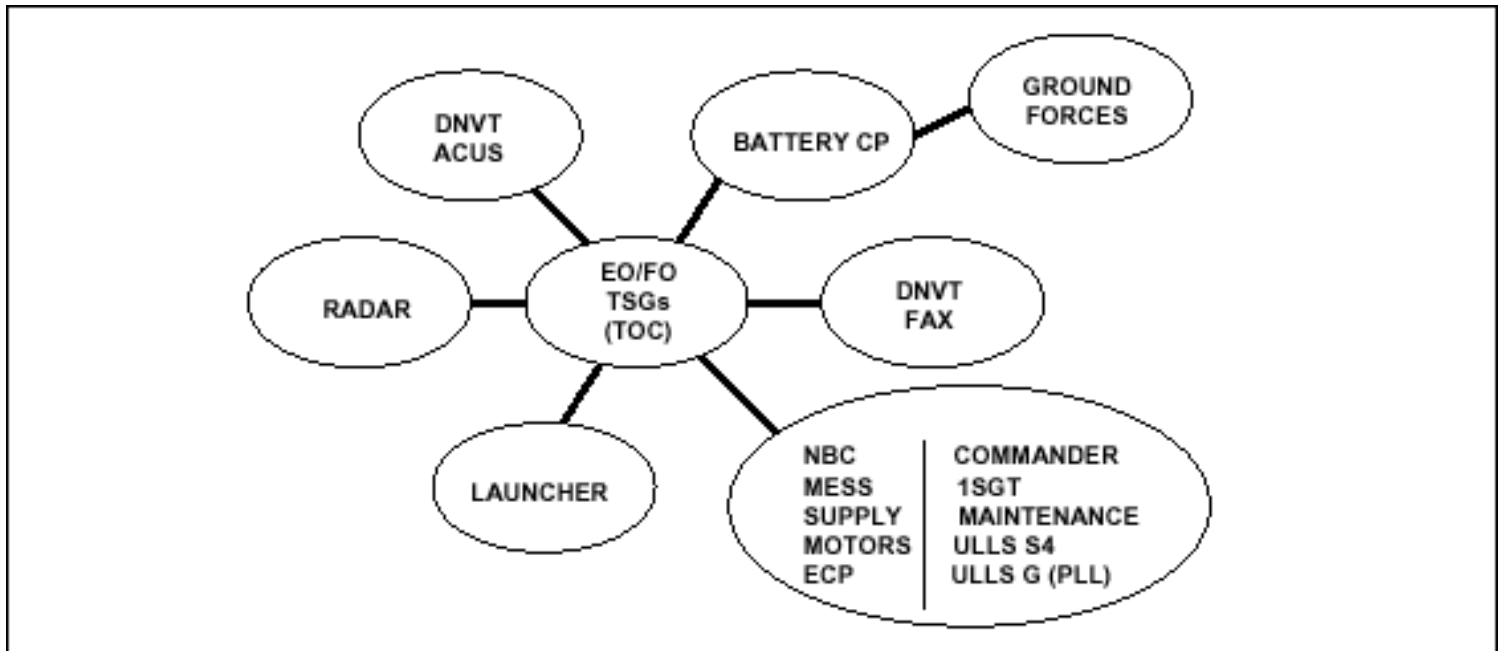 GROUND
FORCES
DNVT
ACUS
BATTERY CP
EO/FO
TSGs
(TOC)
RADAR
DNVT
FAX
LAUNCHER
NBC COMMANDER
MESS 1SGT
SUPPLY MAINTENANCE
MOTORS ULLS S4
ECP ULLS G (PLL)